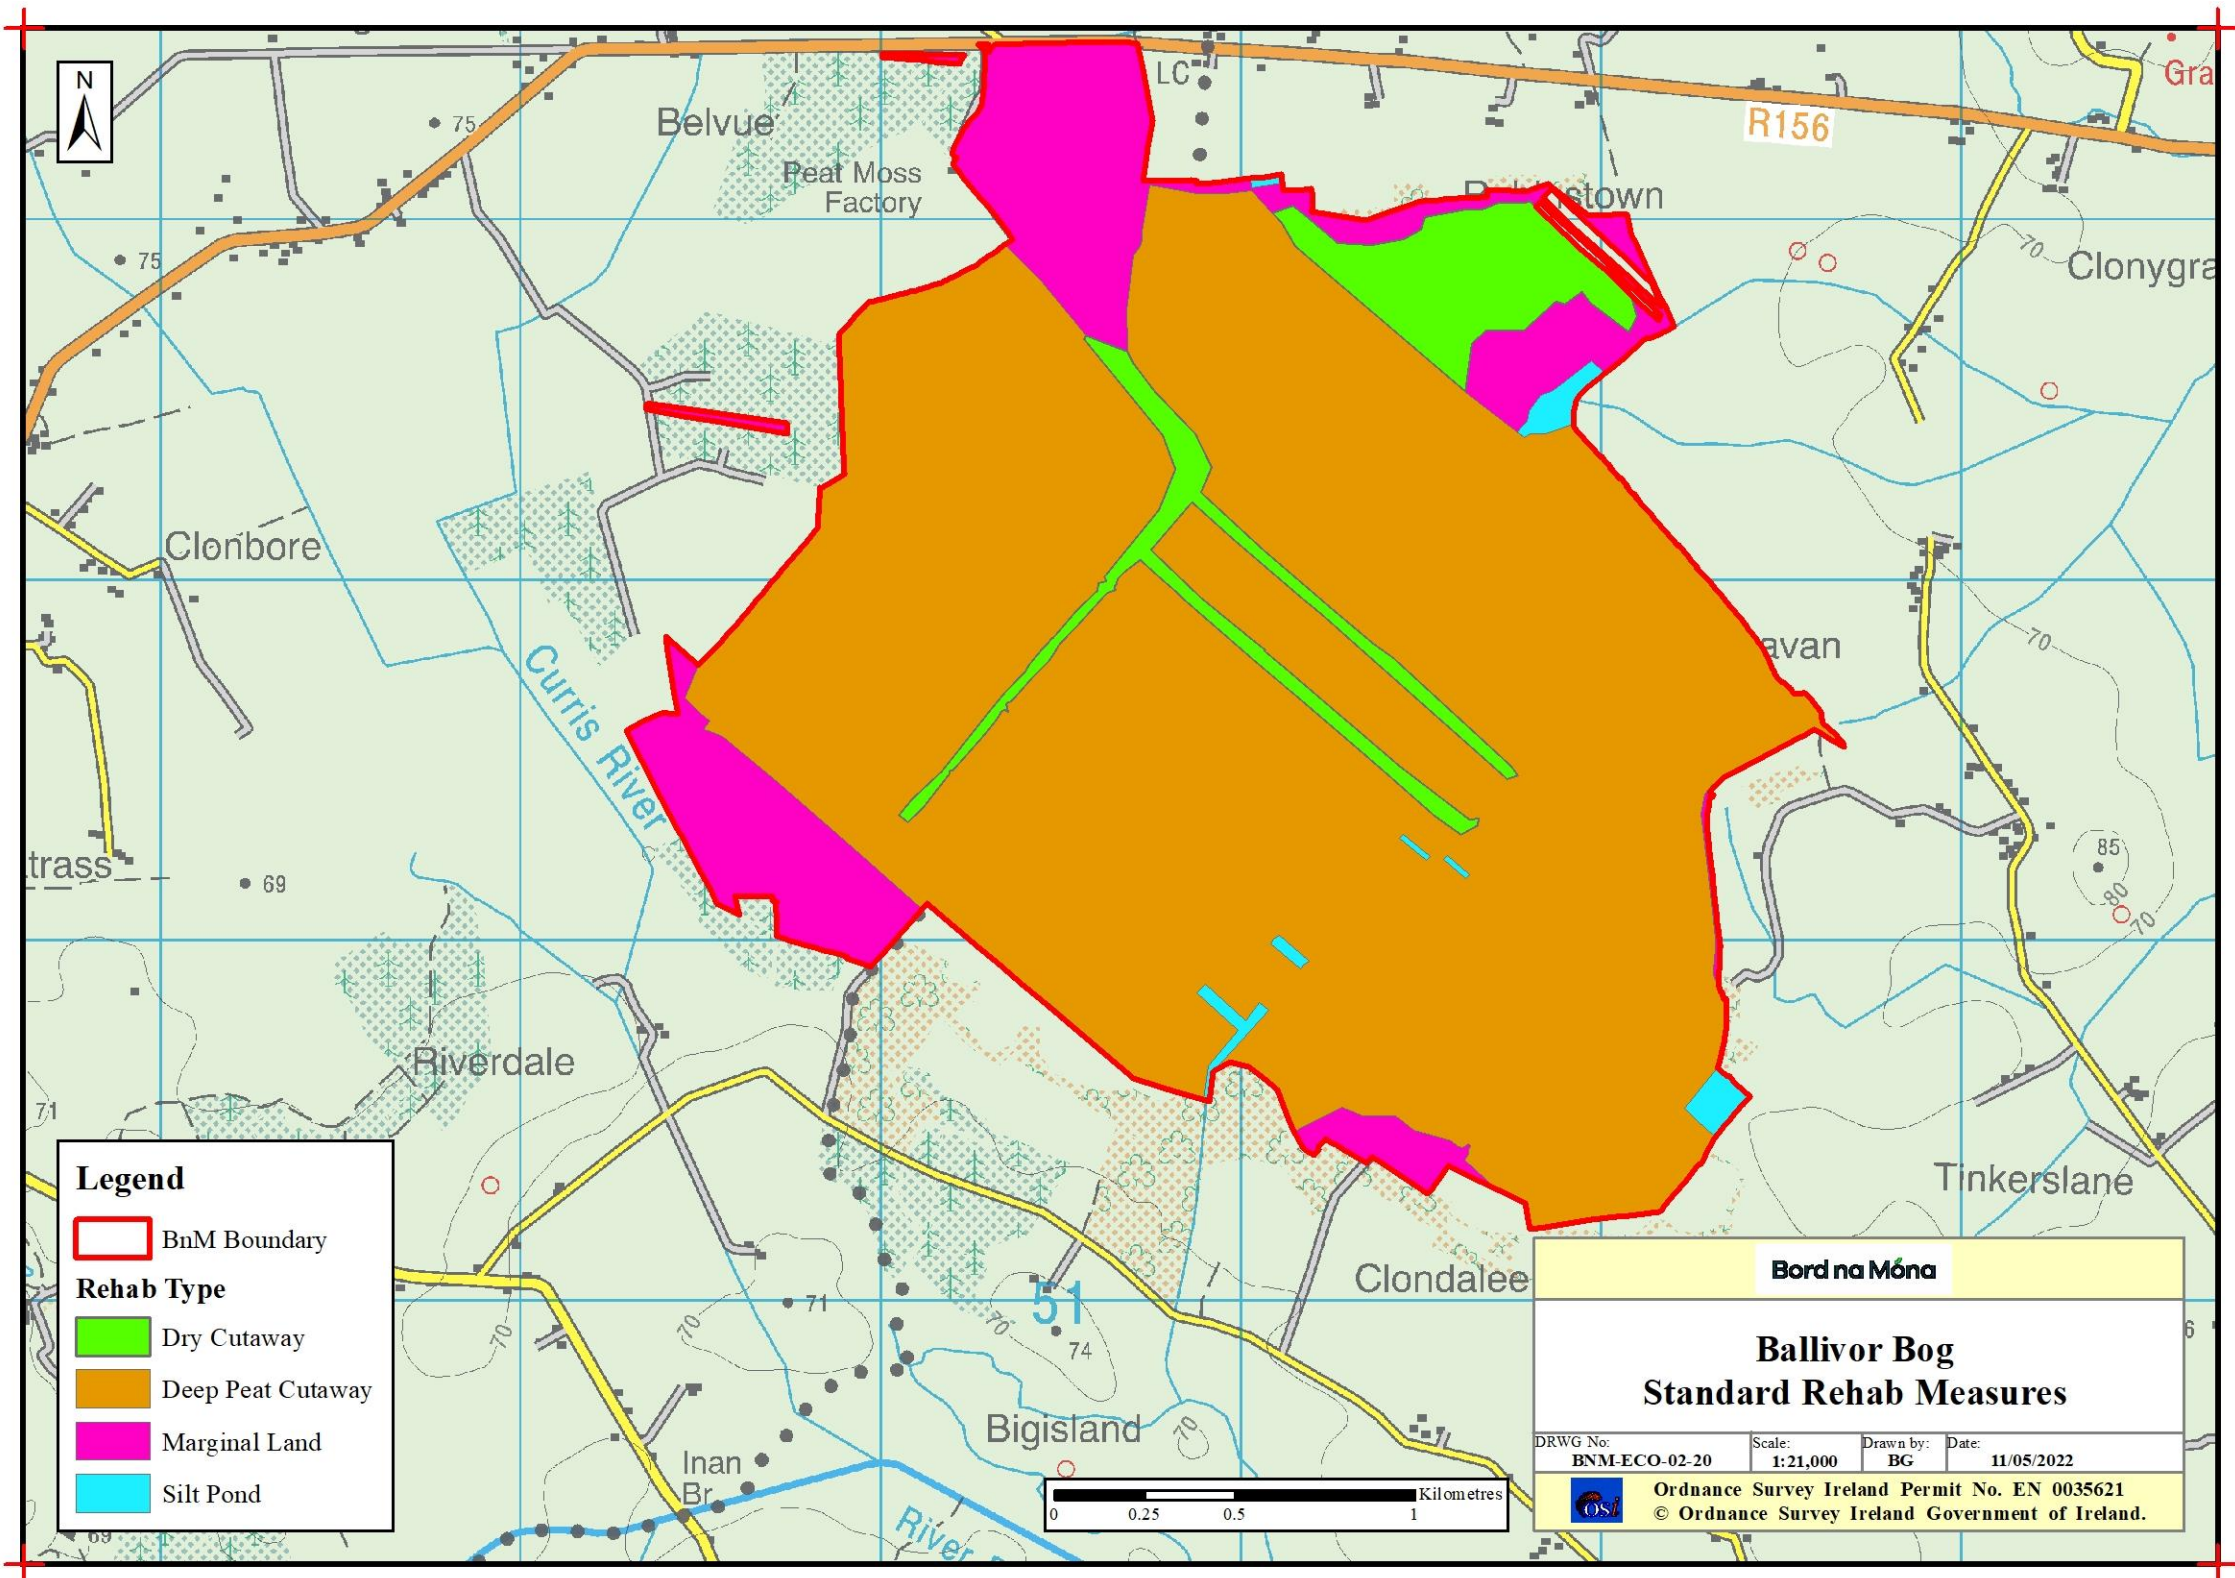 N
75
Belvue
LC
R156
Gra
Peat Moss
Factory
stown
75
70
Clonygra
Clonbore
avan
70
Curris River
trass
69
85
80
70
Riverdale
71
Tinkerslane
Legend
BnM Boundary
Rehab Type
Dry Cutaway
Deep Peat Cutaway
Marginal Land
Silt Pond
69
70
70
71
51
70
74
Clondalee
Bigisland
70
Inan
Br
River
Kilometres
0 0.25 0.5 1
Bord na Móna
Ballivor Bog
Standard Rehab Measures
DRWG No: Scale: Drawn by: Date:
BNM-ECO-02-20 1:21,000 BG 11/05/2022
osi
Ordnance Survey Ireland Permit No. EN 0035621
© Ordnance Survey Ireland Government of Ireland.
6